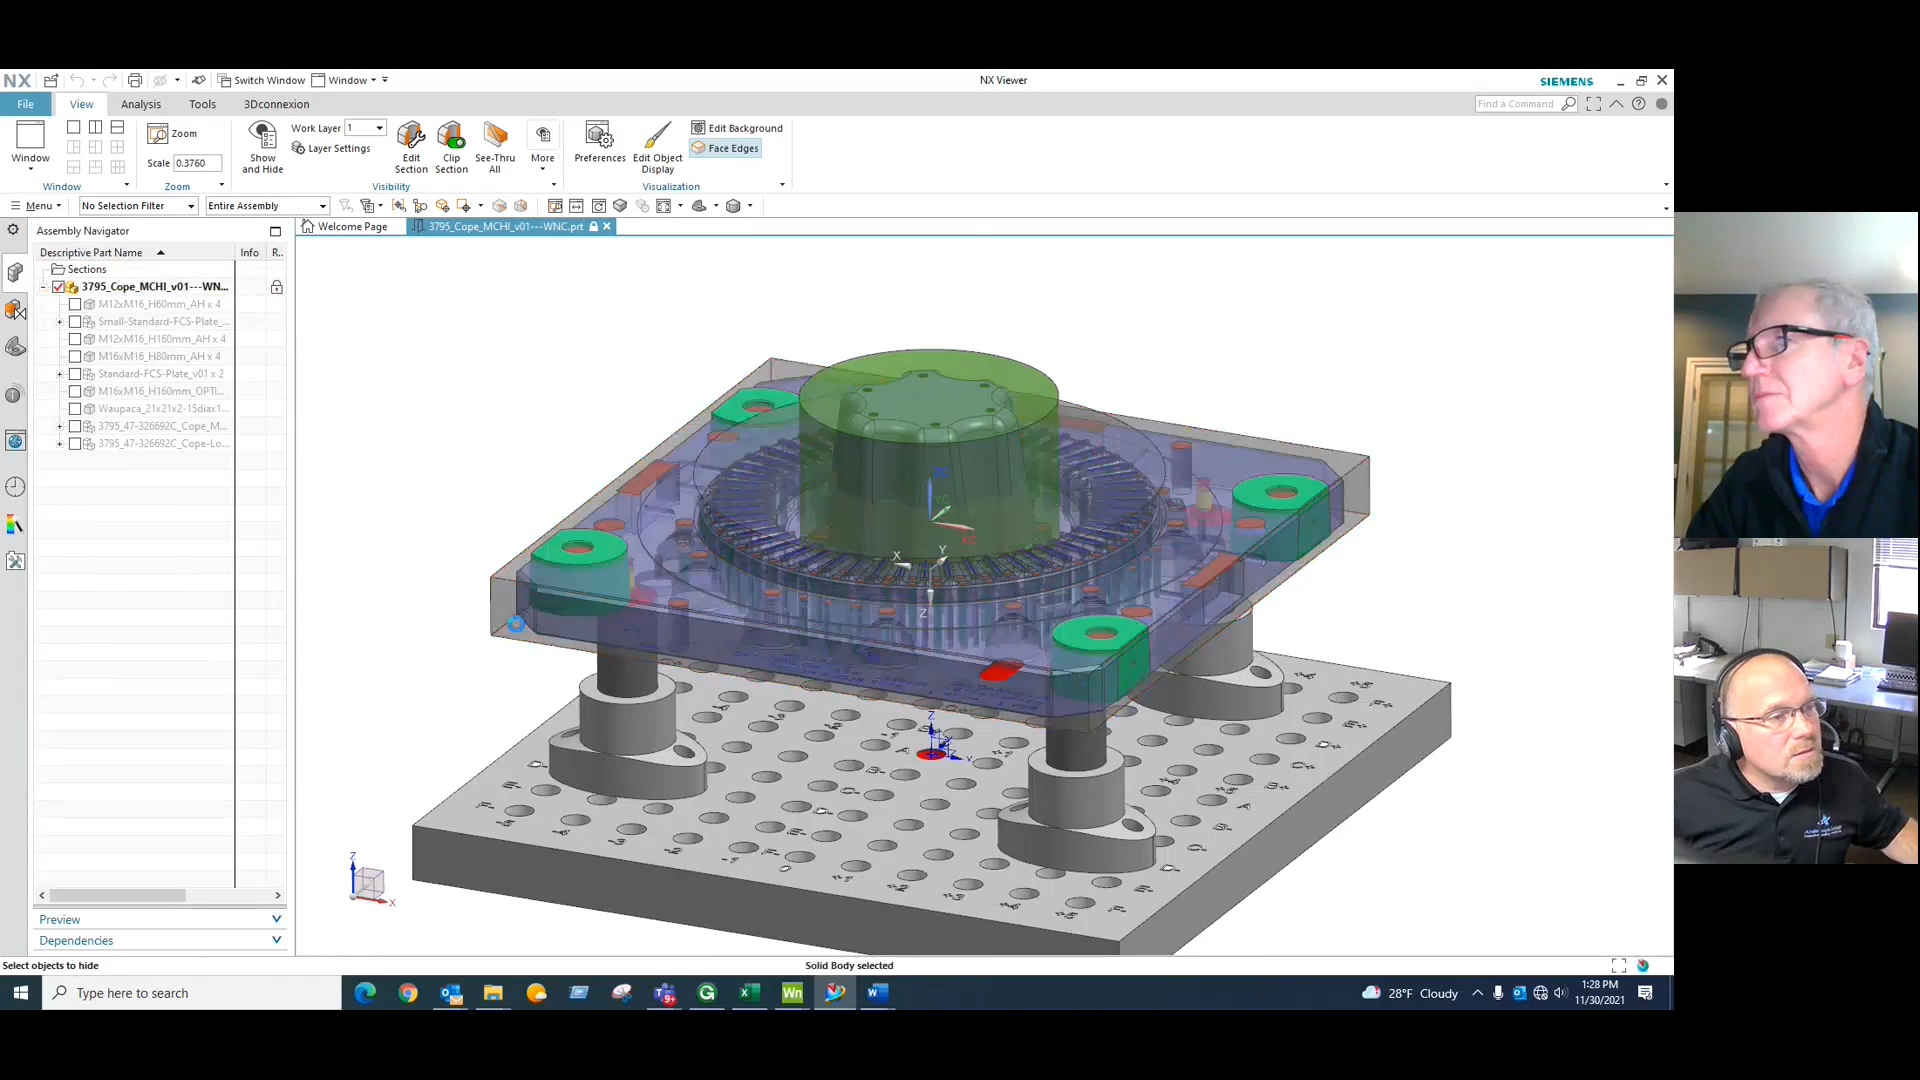 NX
Switch Window
Window
NX Viewer
SIEMENS
File
View
Analysis
Tools
3Dconnexion
Find a Command
Window
Zoom
Scale 0.3760
Show and Hide
Work Layer 1
Layer Settings
Edit Section
Clip Section
See-Thru All
More
Preferences
Edit Object Display
Edit Background
Face Edges
Window
Zoom
Visibility
Visualization
Menu
No Selection Filter
Entire Assembly
Assembly Navigator
Welcome Page
3795_Cope_MCHI_v01---WNC.prt
Descriptive Part Name
Info
R..
Sections
3795_Cope_MCHI_v01---WN...
M12xM16_H60mm_AH x 4
Small-Standard-FCS-Plate_...
M12xM16_H160mm_AH x 4
M16xM16_H80mm_AH x 4
Standard-FCS-Plate_v01 x 2
M16xM16_H160mm_OPTI...
Waupaca_21x21x2-15diax1...
3795_47-326692C_Cope_M...
3795_47-326692C_Cope-Lo...
ZC
YC
XC
X
Y
Z
Z
Y
Z
X
Preview
Dependencies
Select objects to hide
Solid Body selected
Type here to search
28°F Cloudy
1:28 PM
11/30/2021